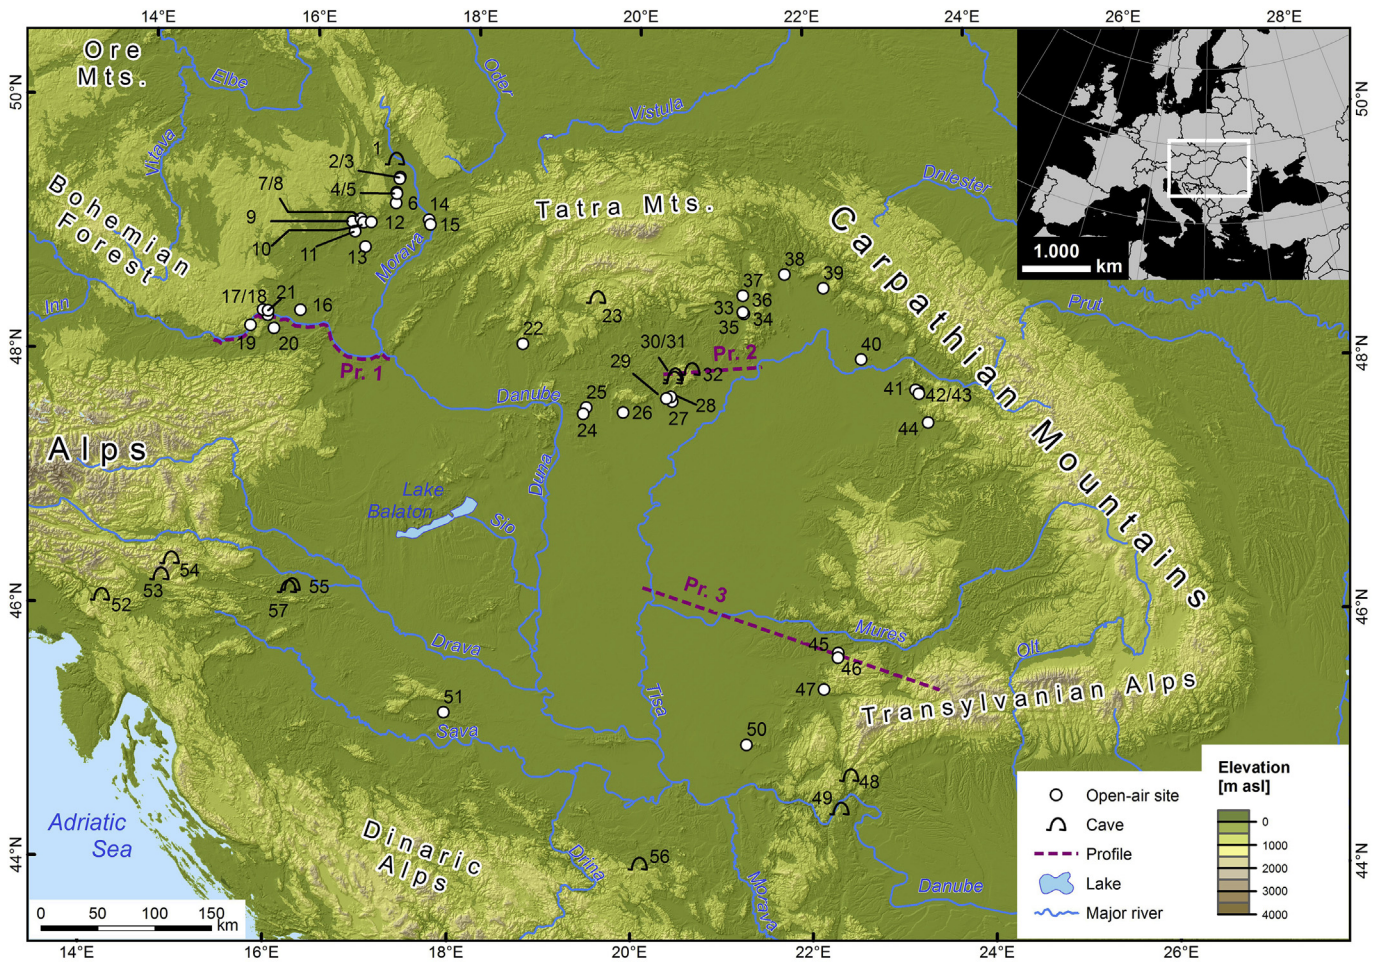 14°E 16°E 18°E 20°E 22°E 24°E 26°E 28°E
50°N
48°N
46°N
44°N
50°N
48°N
46°N
44°N
14°E 16°E 18°E 20°E 22°E 24°E 26°E
Ore
Mts.
Elbe
Oder
Vistula
Vltava
Dniester
Bohemian
Forest
Tatra Mts.
Carpathian Mountains
Morava
Inn
Prut
1
2/3
4/5
6
7/8
9
10
11
12
13
14
15
17/18
21
16
19
20
Pr. 1
22
23
24
25
26
27
28
29
30/31
32
Pr. 2
33
34
35
36
37
38
39
40
41
42/43
44
Danube
Alps
Lake
Balaton
Sió
Duna
52
53
54
55
57
Pr. 3
Mures
45
46
47
Olt
Drava
Tisa
Transylvanian Alps
51
Sava
50
48
49
Adriatic
Sea
Dinaric
Alps
Drina
56
Morava
Danube
1.000
km
0 50 100 150
km
Open-air site
Cave
Profile
Lake
Major river
Elevation
[m asl]
0
1000
2000
3000
4000